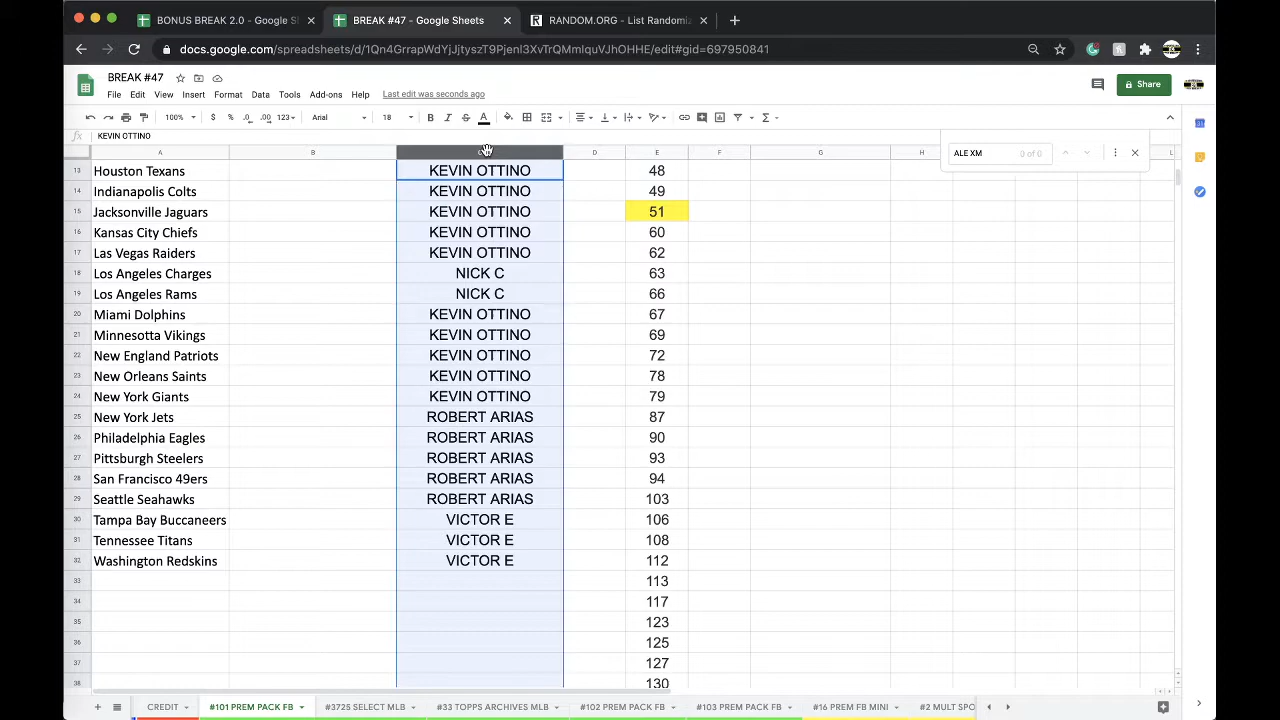 BONUS BREAK 2.0 - Google S
BREAK #47 - Google Sheets
RANDOM.ORG - List Randomiz
docs.google.com/spreadsheets/d/1Qn4GrrapWdYjJjtyszT9PjenI3XvTrQMmlquVJhOHHE/edit#gid=697950841
BREAK #47
File Edit View Insert Format Data Tools Add-ons Help Last edit was seconds ago
Share
100% $ % .0 .00 123 Arial 18 B I S A
fx KEVIN OTTINO
ALE XM 0 of 0
A B D E F G H L
13 Houston Texans KEVIN OTTINO 48
14 Indianapolis Colts KEVIN OTTINO 49
15 Jacksonville Jaguars KEVIN OTTINO 51
16 Kansas City Chiefs KEVIN OTTINO 60
17 Las Vegas Raiders KEVIN OTTINO 62
18 Los Angeles Charges NICK C 63
19 Los Angeles Rams NICK C 66
20 Miami Dolphins KEVIN OTTINO 67
21 Minnesotta Vikings KEVIN OTTINO 69
22 New England Patriots KEVIN OTTINO 72
23 New Orleans Saints KEVIN OTTINO 78
24 New York Giants KEVIN OTTINO 79
25 New York Jets ROBERT ARIAS 87
26 Philadelphia Eagles ROBERT ARIAS 90
27 Pittsburgh Steelers ROBERT ARIAS 93
28 San Francisco 49ers ROBERT ARIAS 94
29 Seattle Seahawks ROBERT ARIAS 103
30 Tampa Bay Buccaneers VICTOR E 106
31 Tennessee Titans VICTOR E 108
32 Washington Redskins VICTOR E 112
33 113
34 117
35 123
36 125
37 127
38 130
CREDIT #101 PREM PACK FB #3725 SELECT MLB #33 TOPPS ARCHIVES MLB #102 PREM PACK FB #103 PREM PACK FB #16 PREM FB MINI #2 MULT SPO